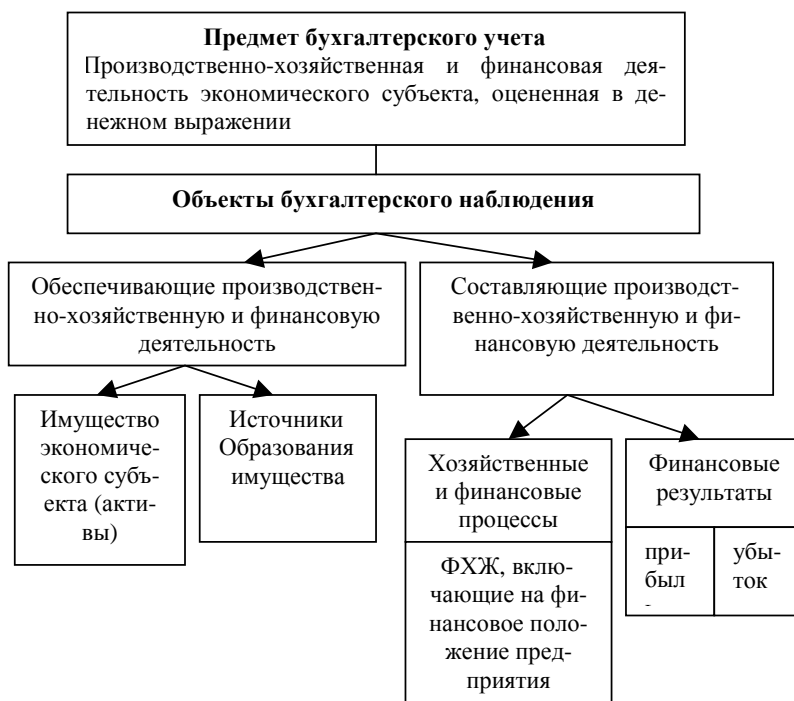 Предмет бухгалтерского учета
Производственно-хозяйственная и финансовая дея-
тельность экономического субъекта, оцененная в де-
нежном выражении
Объекты бухгалтерского наблюдения
Обеспечивающие производствен-
но-хозяйственную и финансовую
деятельность
Составляющие производст-
венно-хозяйственную и фи-
нансовую деятельность
Имущество
экономиче-
ского субъ-
екта (акти-
вы)
Источники
Образования
имущества
Хозяйственные
и финансовые
процессы
ФХЖ, вклю-
чающие на фи-
нансовое поло-
жение пред-
приятия
Финансовые
результаты
при-
был
убы-
ток